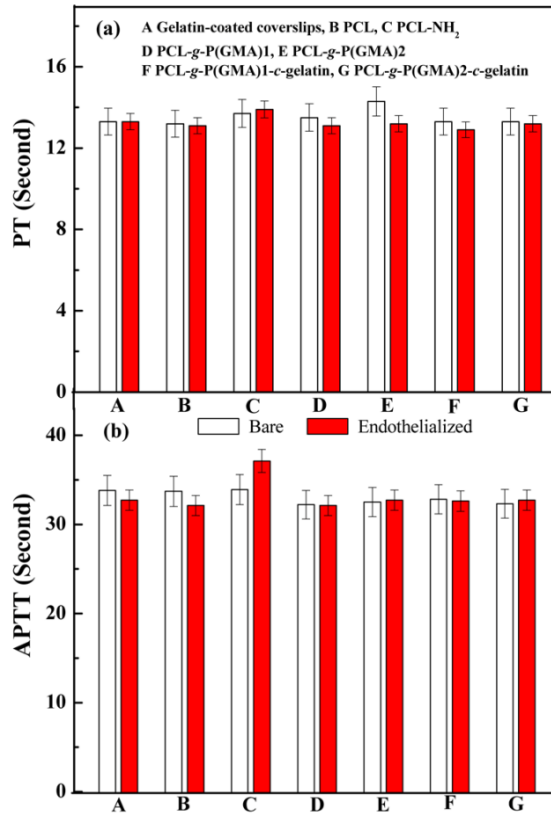 (a) A Gelatin-coated coverslips, B PCL, C PCL-NH2
D PCL-g-P(GMA)1, E PCL-g-P(GMA)2
F PCL-g-P(GMA)1-c-gelatin, G PCL-g-P(GMA)2-c-gelatin
PT (Second)
16
12
8
4
0
A B C D E F G
(b) Bare Endothelialized
APTT (Second)
40
30
20
10
0
A B C D E F G